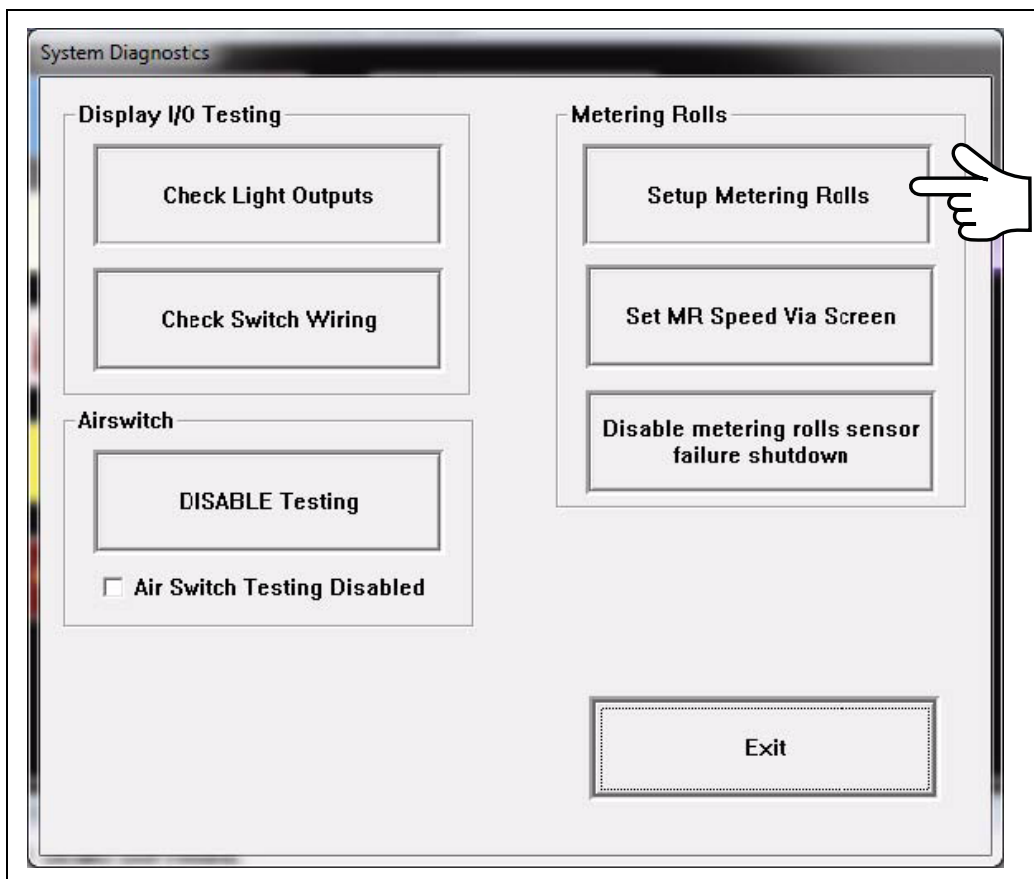 System Diagnostics
Display I/O Testing
Check Light Outputs
Check Switch Wiring
Airswitch
DISABLE Testing
Air Switch Testing Disabled
Metering Rolls
Setup Metering Rolls
Set MR Speed Via Screen
Disable metering rolls sensor
failure shutdown
Exit